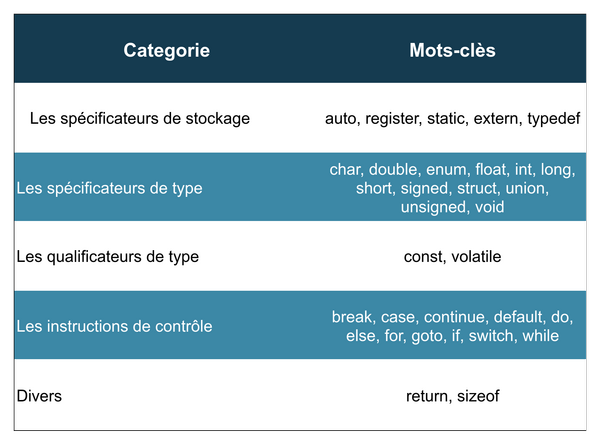 Categorie
Mots-clès
Les spécificateurs de stockage
auto, register, static, extern, typedef
Les spécificateurs de type
char, double, enum, float, int, long,
short, signed, struct, union,
unsigned, void
Les qualificateurs de type
const, volatile
Les instructions de contrôle
break, case, continue, default, do,
else, for, goto, if, switch, while
Divers
return, sizeof